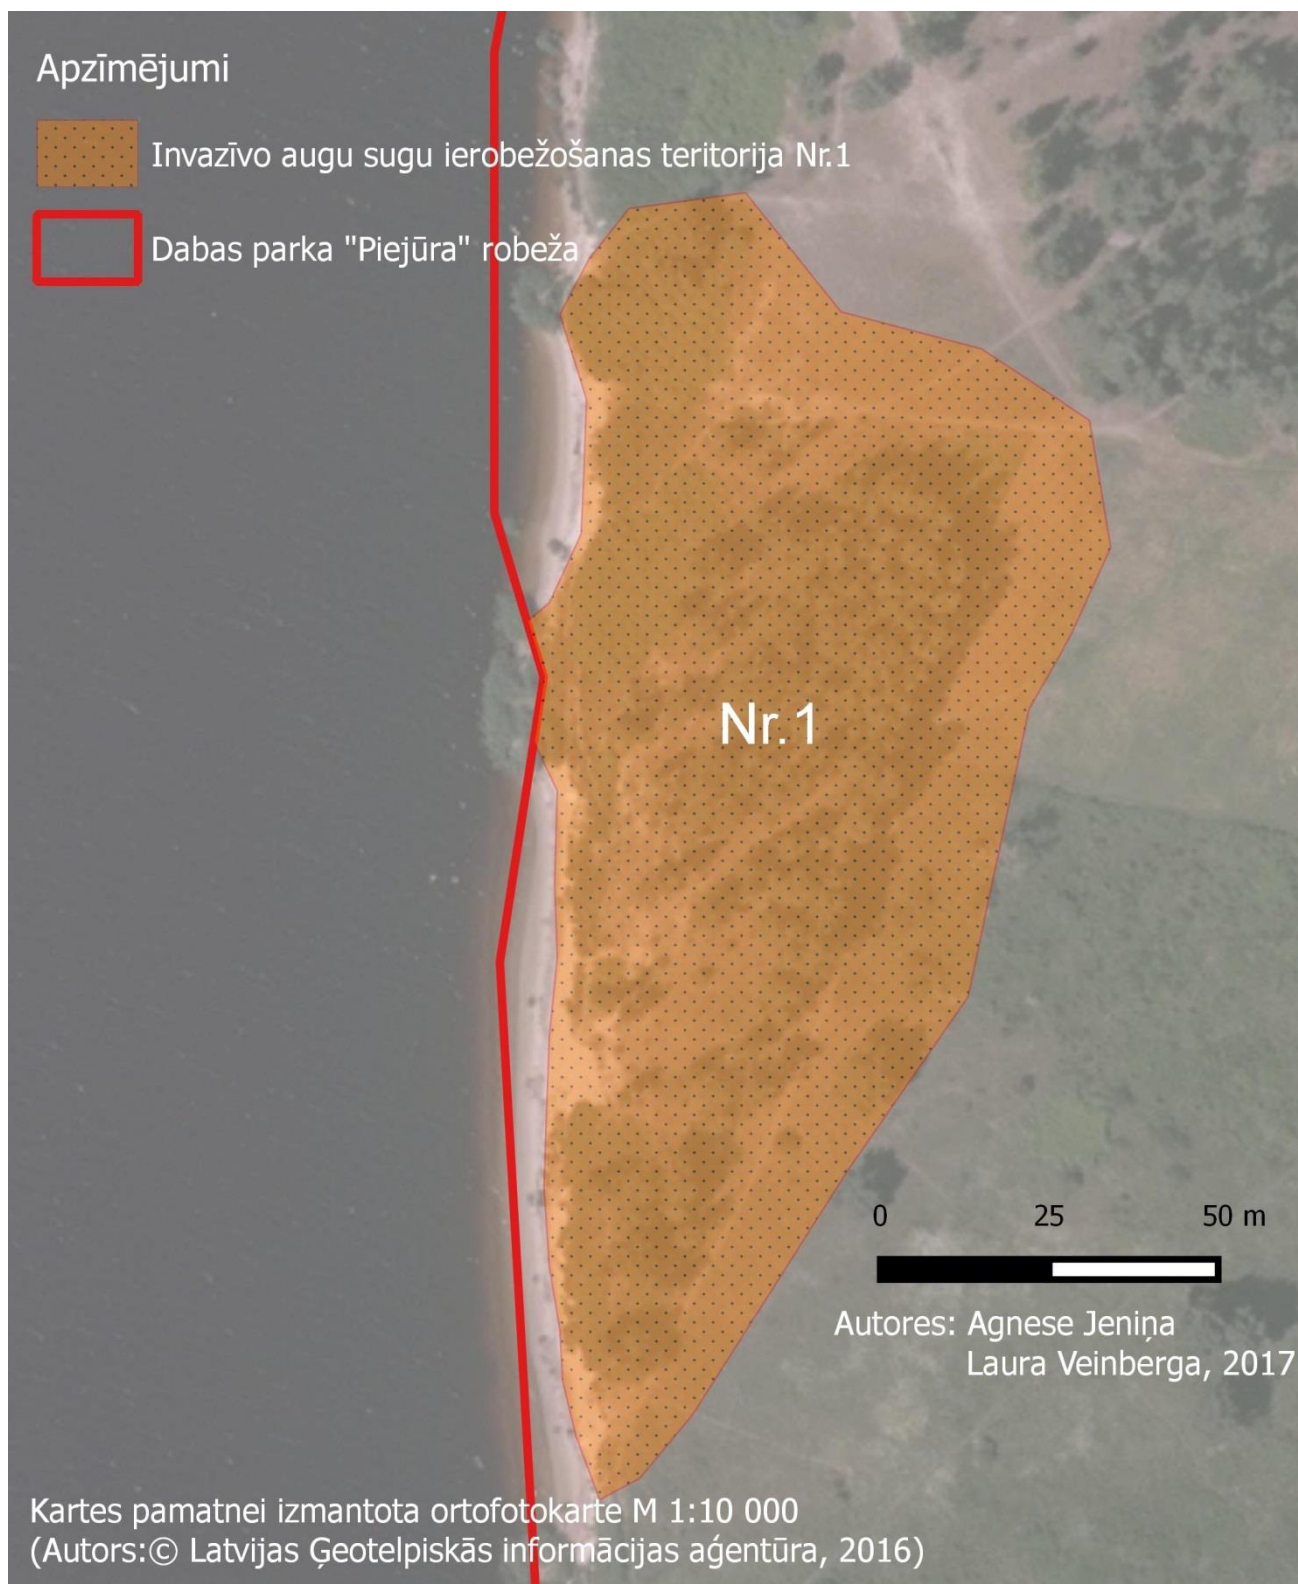 Apzīmējumi
Invazīvo augu sugu ierobežošanas teritorija Nr.1
Dabas parka "Piejūra" robeža
Nr.1
0 25 50 m
Autores: Agnese Jeniņa
Laura Veinberga, 2017
Kartes pamatnei izmantota ortofotokarte M 1:10 000
(Autors:© Latvijas Ģeotelpiskās informācijas aģentūra, 2016)